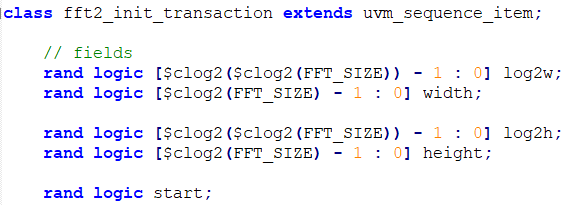 class fft2_init_transaction extends uvm_sequence_item;
// fields
rand logic [$clog2($clog2(FFT_SIZE)) - 1 : 0] log2w;
rand logic [$clog2(FFT_SIZE) - 1 : 0] width;
rand logic [$clog2($clog2(FFT_SIZE)) - 1 : 0] log2h;
rand logic [$clog2(FFT_SIZE) - 1 : 0] height;
rand logic start;